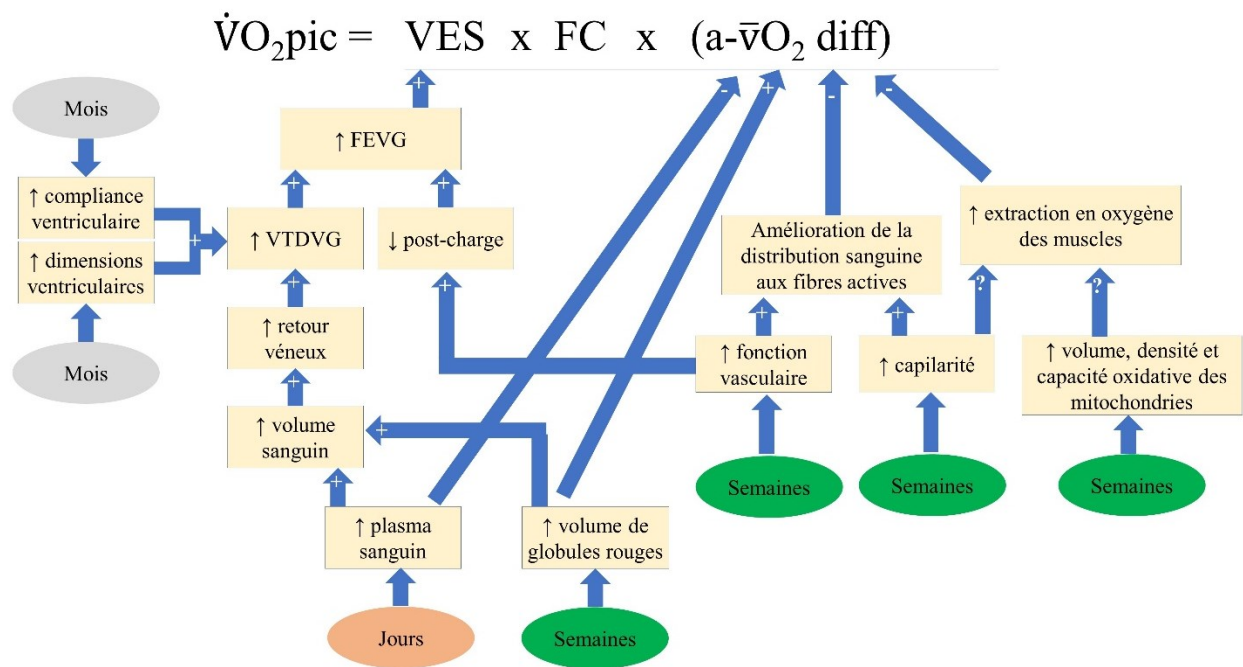 V̇O₂pic = VES x FC x (a-v̄O₂ diff)
Mois
↑ compliance
ventriculaire
↑ dimensions
ventriculaires
Mois
+
+
↑ FEVG
+
+
↑ VTDVG
↓ post-charge
+
+
↑ retour
véneux
+
↑ volume
sanguin
+
+
↑ plasma
sanguin
Jours
↑ volume de
globules rouges
Semaines
-
+
-
-
Amélioration de la
distribution sanguine
aux fibres actives
↑ extraction en oxygène
des muscles
+
+
?
?
↑ fonction
vasculaire
↑ capilarité
↑ volume, densité et
capacité oxidative des
mitochondries
Semaines
Semaines
Semaines